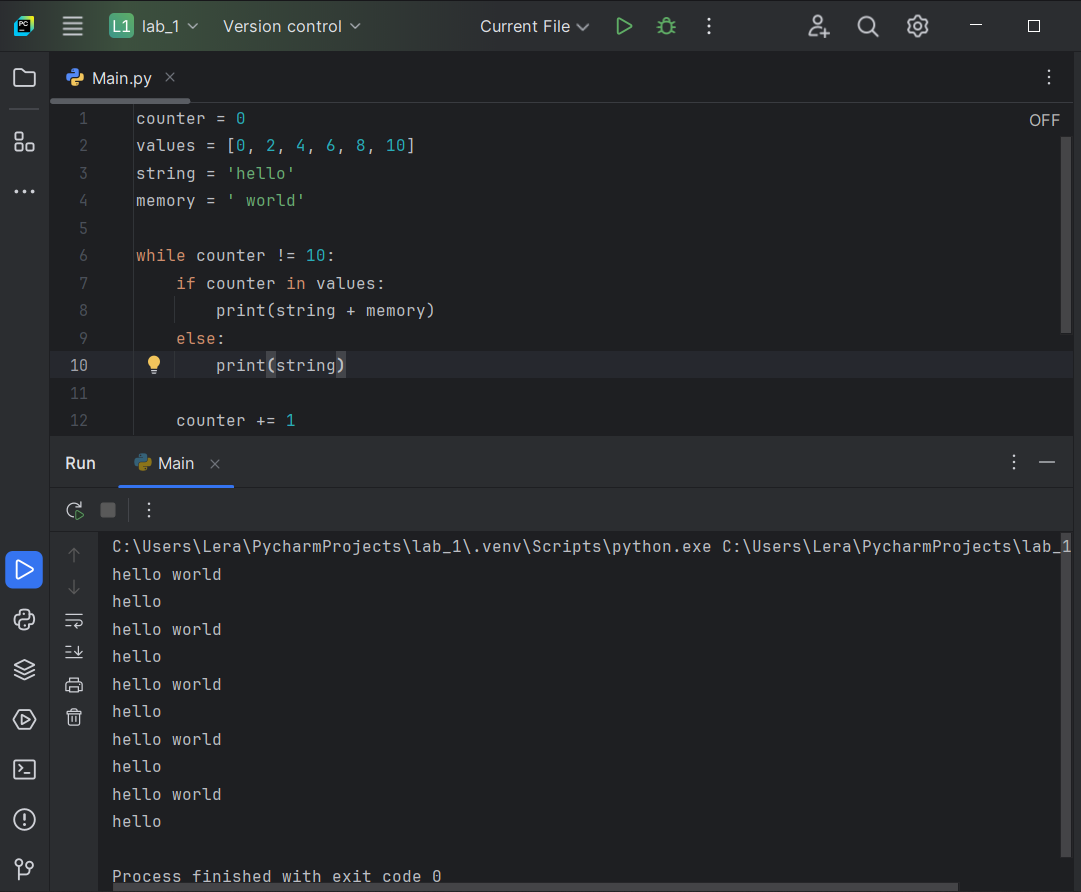 L1 lab_1 Version control Current File
Main.py
OFF
1 counter = 0
2 values = [0, 2, 4, 6, 8, 10]
3 string = 'hello'
4 memory = ' world'
5
6 while counter != 10:
7     if counter in values:
8         print(string + memory)
9     else:
10         print(string)
11
12     counter += 1
Run Main
C:\Users\Lera\PycharmProjects\lab_1\.venv\Scripts\python.exe C:\Users\Lera\PycharmProjects\lab_1
hello world
hello
hello world
hello
hello world
hello
hello world
hello
hello world
hello
Process finished with exit code 0